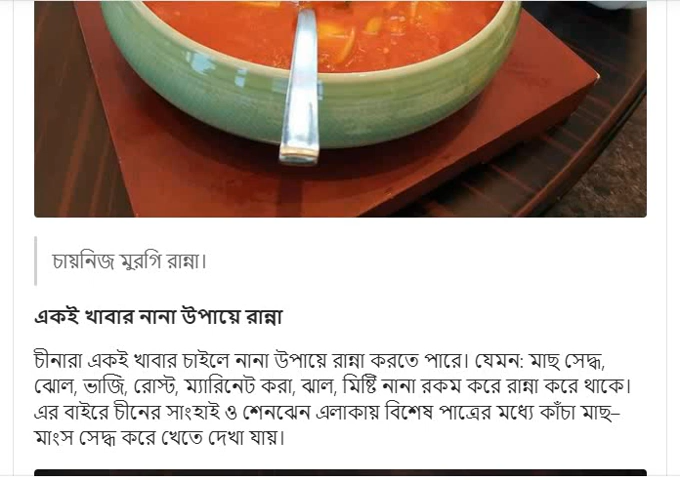 চায়নিজ মুরগি রান্না।
একই খাবার নানা উপায়ে রান্না
চীনারা একই খাবার চাইলে নানা উপায়ে রান্না করতে পারে। যেমন: মাছ সেদ্ধ,
ঝোল, ভাজি, রোস্ট, ম্যারিনেট করা, ঝাল, মিষ্টি নানা রকম করে রান্না করে থাকে।
এর বাইরে চীনের সাংহাই ও শেনঝেন এলাকায় বিশেষ পাত্রের মধ্যে কাঁচা মাছ–
মাংস সেদ্ধ করে খেতে দেখা যায়।